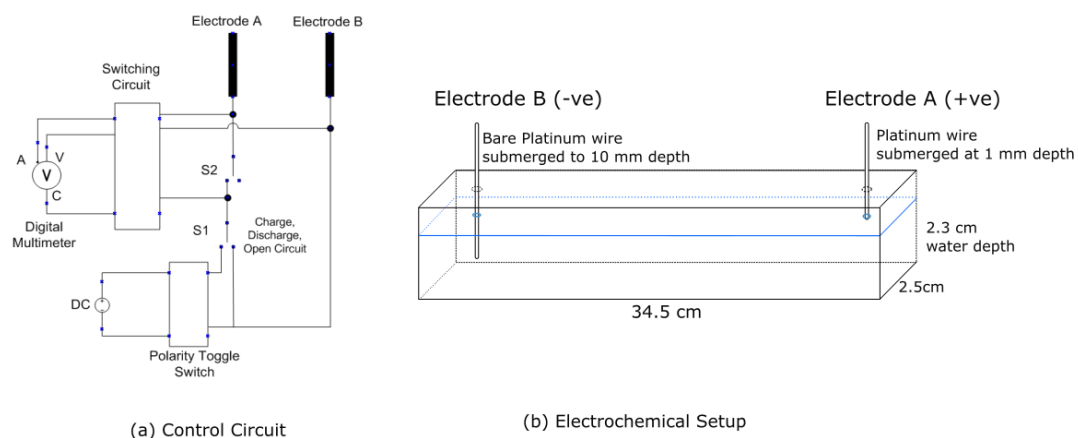 Electrode A
Electrode B
Switching
Circuit
A
V
V
C
Digital
Multimeter
S2
S1
Charge,
Discharge,
Open Circuit
DC
Polarity Toggle
Switch
(a) Control Circuit
Electrode B (-ve)
Electrode A (+ve)
Bare Platinum wire
submerged to 10 mm depth
Platinum wire
submerged at 1 mm depth
2.3 cm
water depth
2.5cm
34.5 cm
(b) Electrochemical Setup